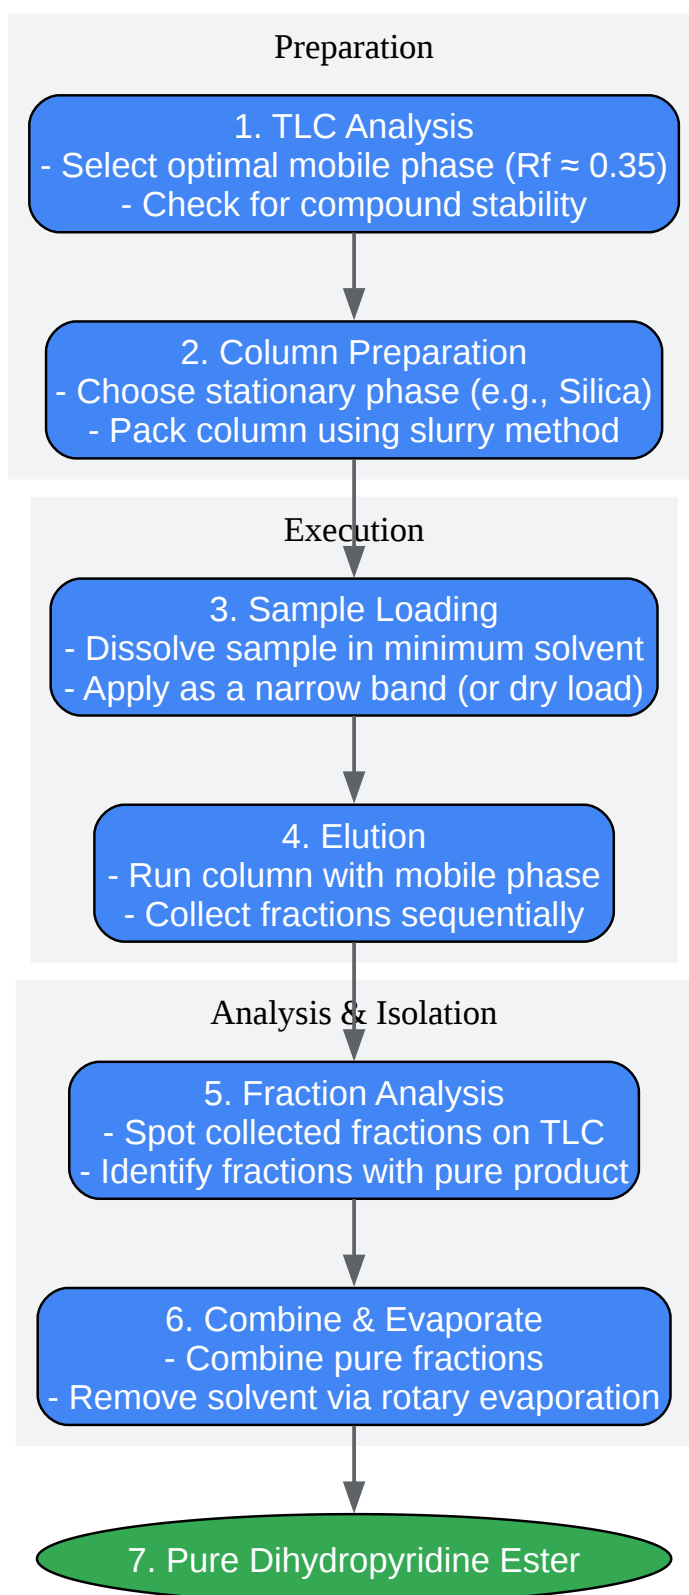 Preparation
1. TLC Analysis
- Select optimal mobile phase (Rf ≈ 0.35)
- Check for compound stability
2. Column Preparation
- Choose stationary phase (e.g., Silica)
- Pack column using slurry method
Execution
3. Sample Loading
- Dissolve sample in minimum solvent
- Apply as a narrow band (or dry load)
4. Elution
- Run column with mobile phase
- Collect fractions sequentially
Analysis & Isolation
5. Fraction Analysis
- Spot collected fractions on TLC
- Identify fractions with pure product
6. Combine & Evaporate
- Combine pure fractions
- Remove solvent via rotary evaporation
7. Pure Dihydropyridine Ester